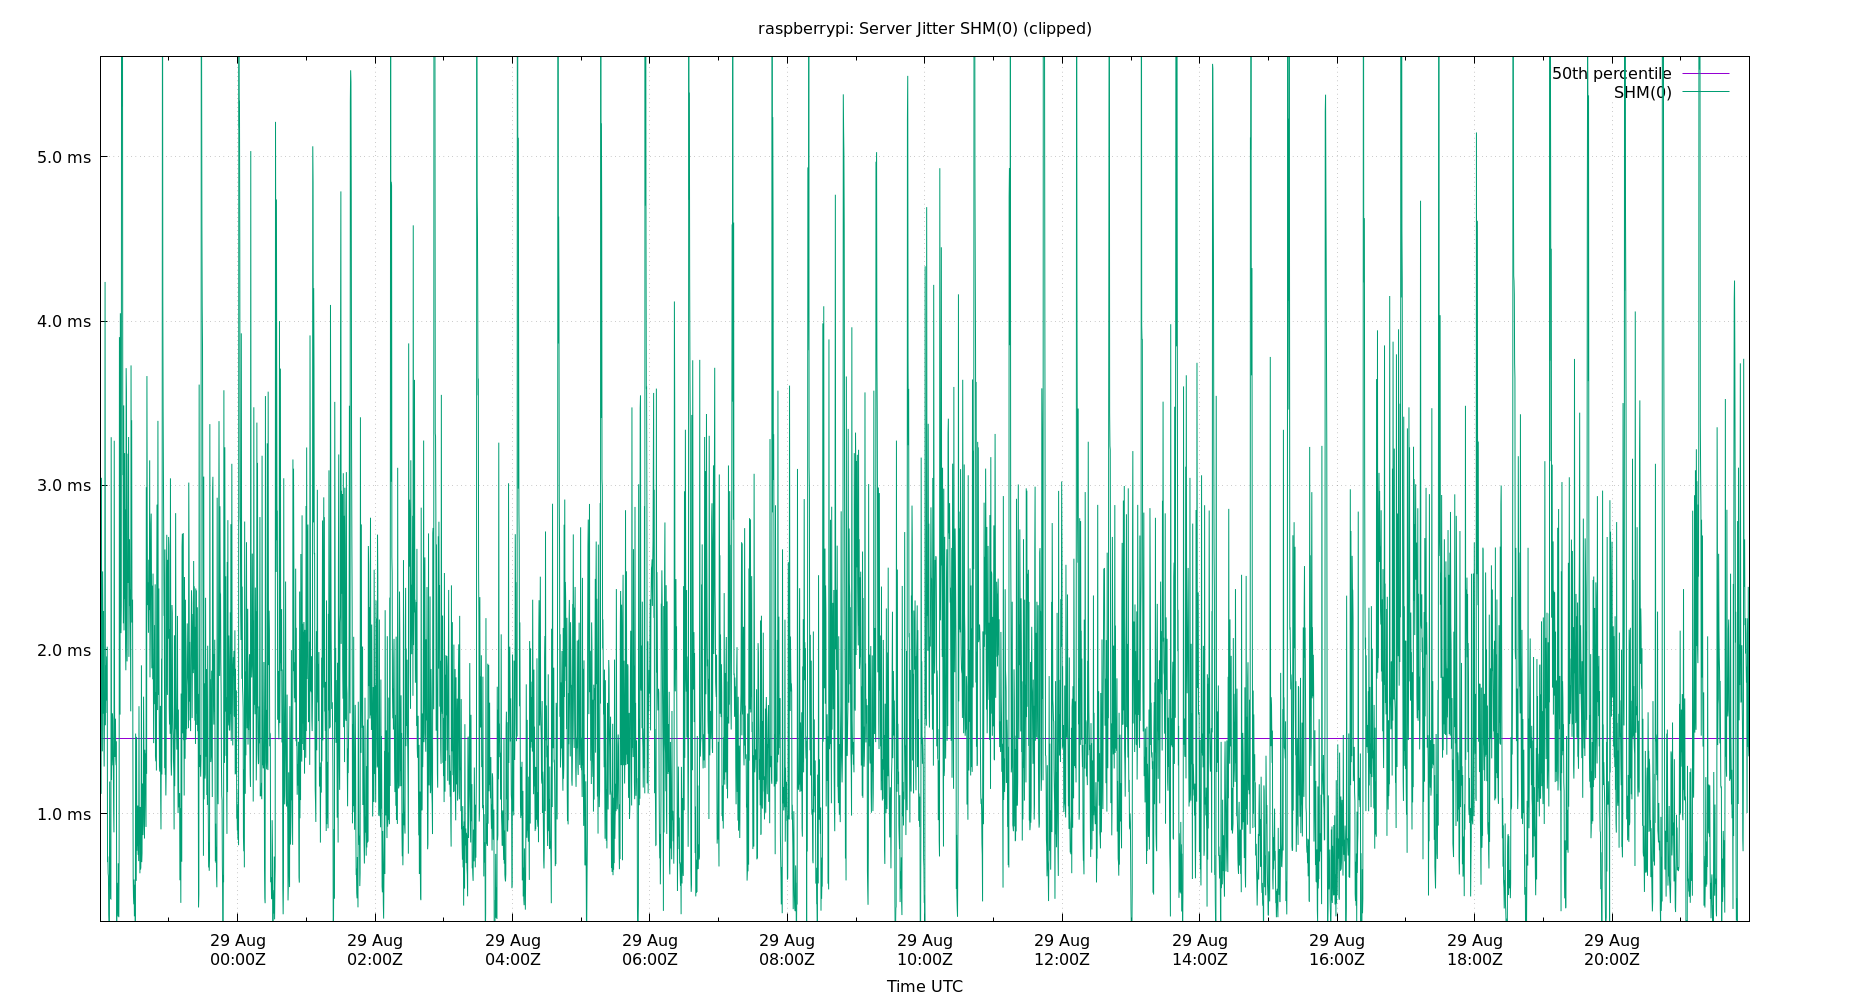 raspberrypi: Server Jitter SHM(0) (clipped)
50th percentile
SHM(0)
5.0 ms
4.0 ms
3.0 ms
2.0 ms
1.0 ms
29 Aug 29 Aug 29 Aug 29 Aug 29 Aug 29 Aug 29 Aug 29 Aug 29 Aug 29 Aug 29 Aug
00:00Z 02:00Z 04:00Z 06:00Z 08:00Z 10:00Z 12:00Z 14:00Z 16:00Z 18:00Z 20:00Z
Time UTC